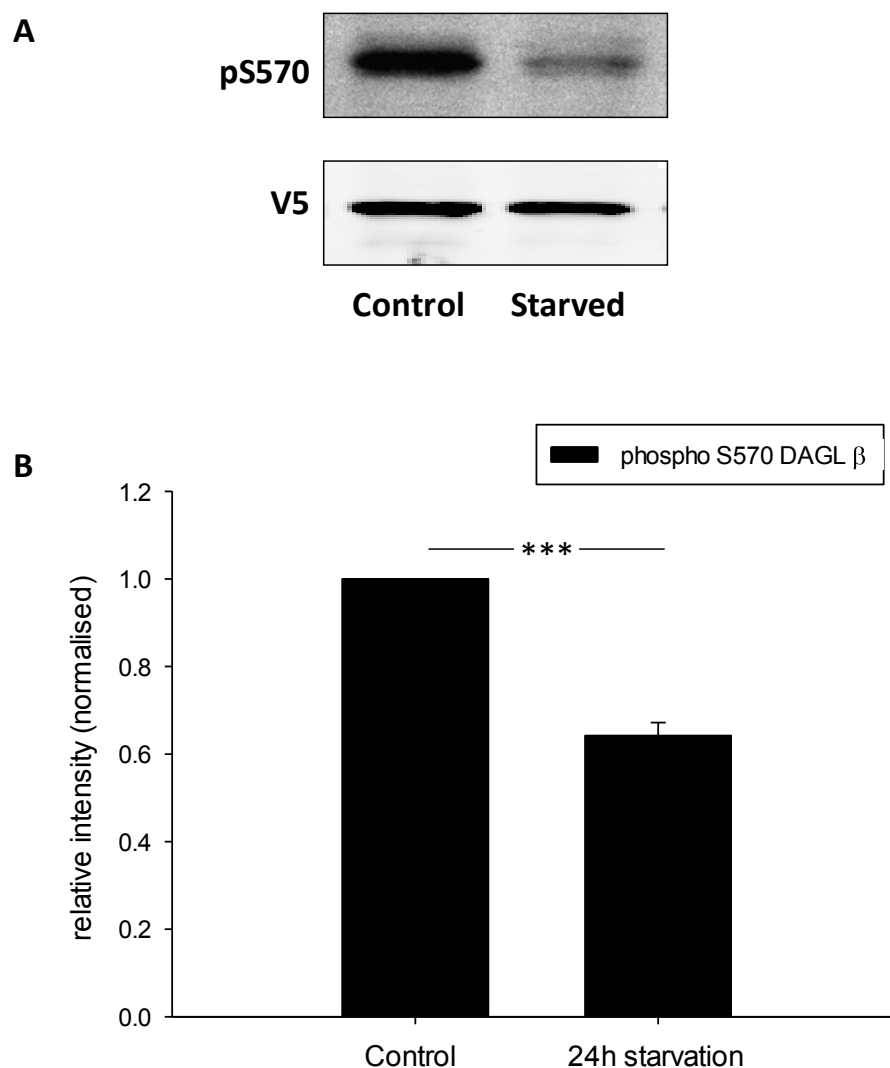 A
pS570
V5
Control Starved
B
phospho S570 DAGL β
1.2
***
1.0
0.8
0.6
0.4
0.2
0.0
relative intensity (normalised)
Control 24h starvation